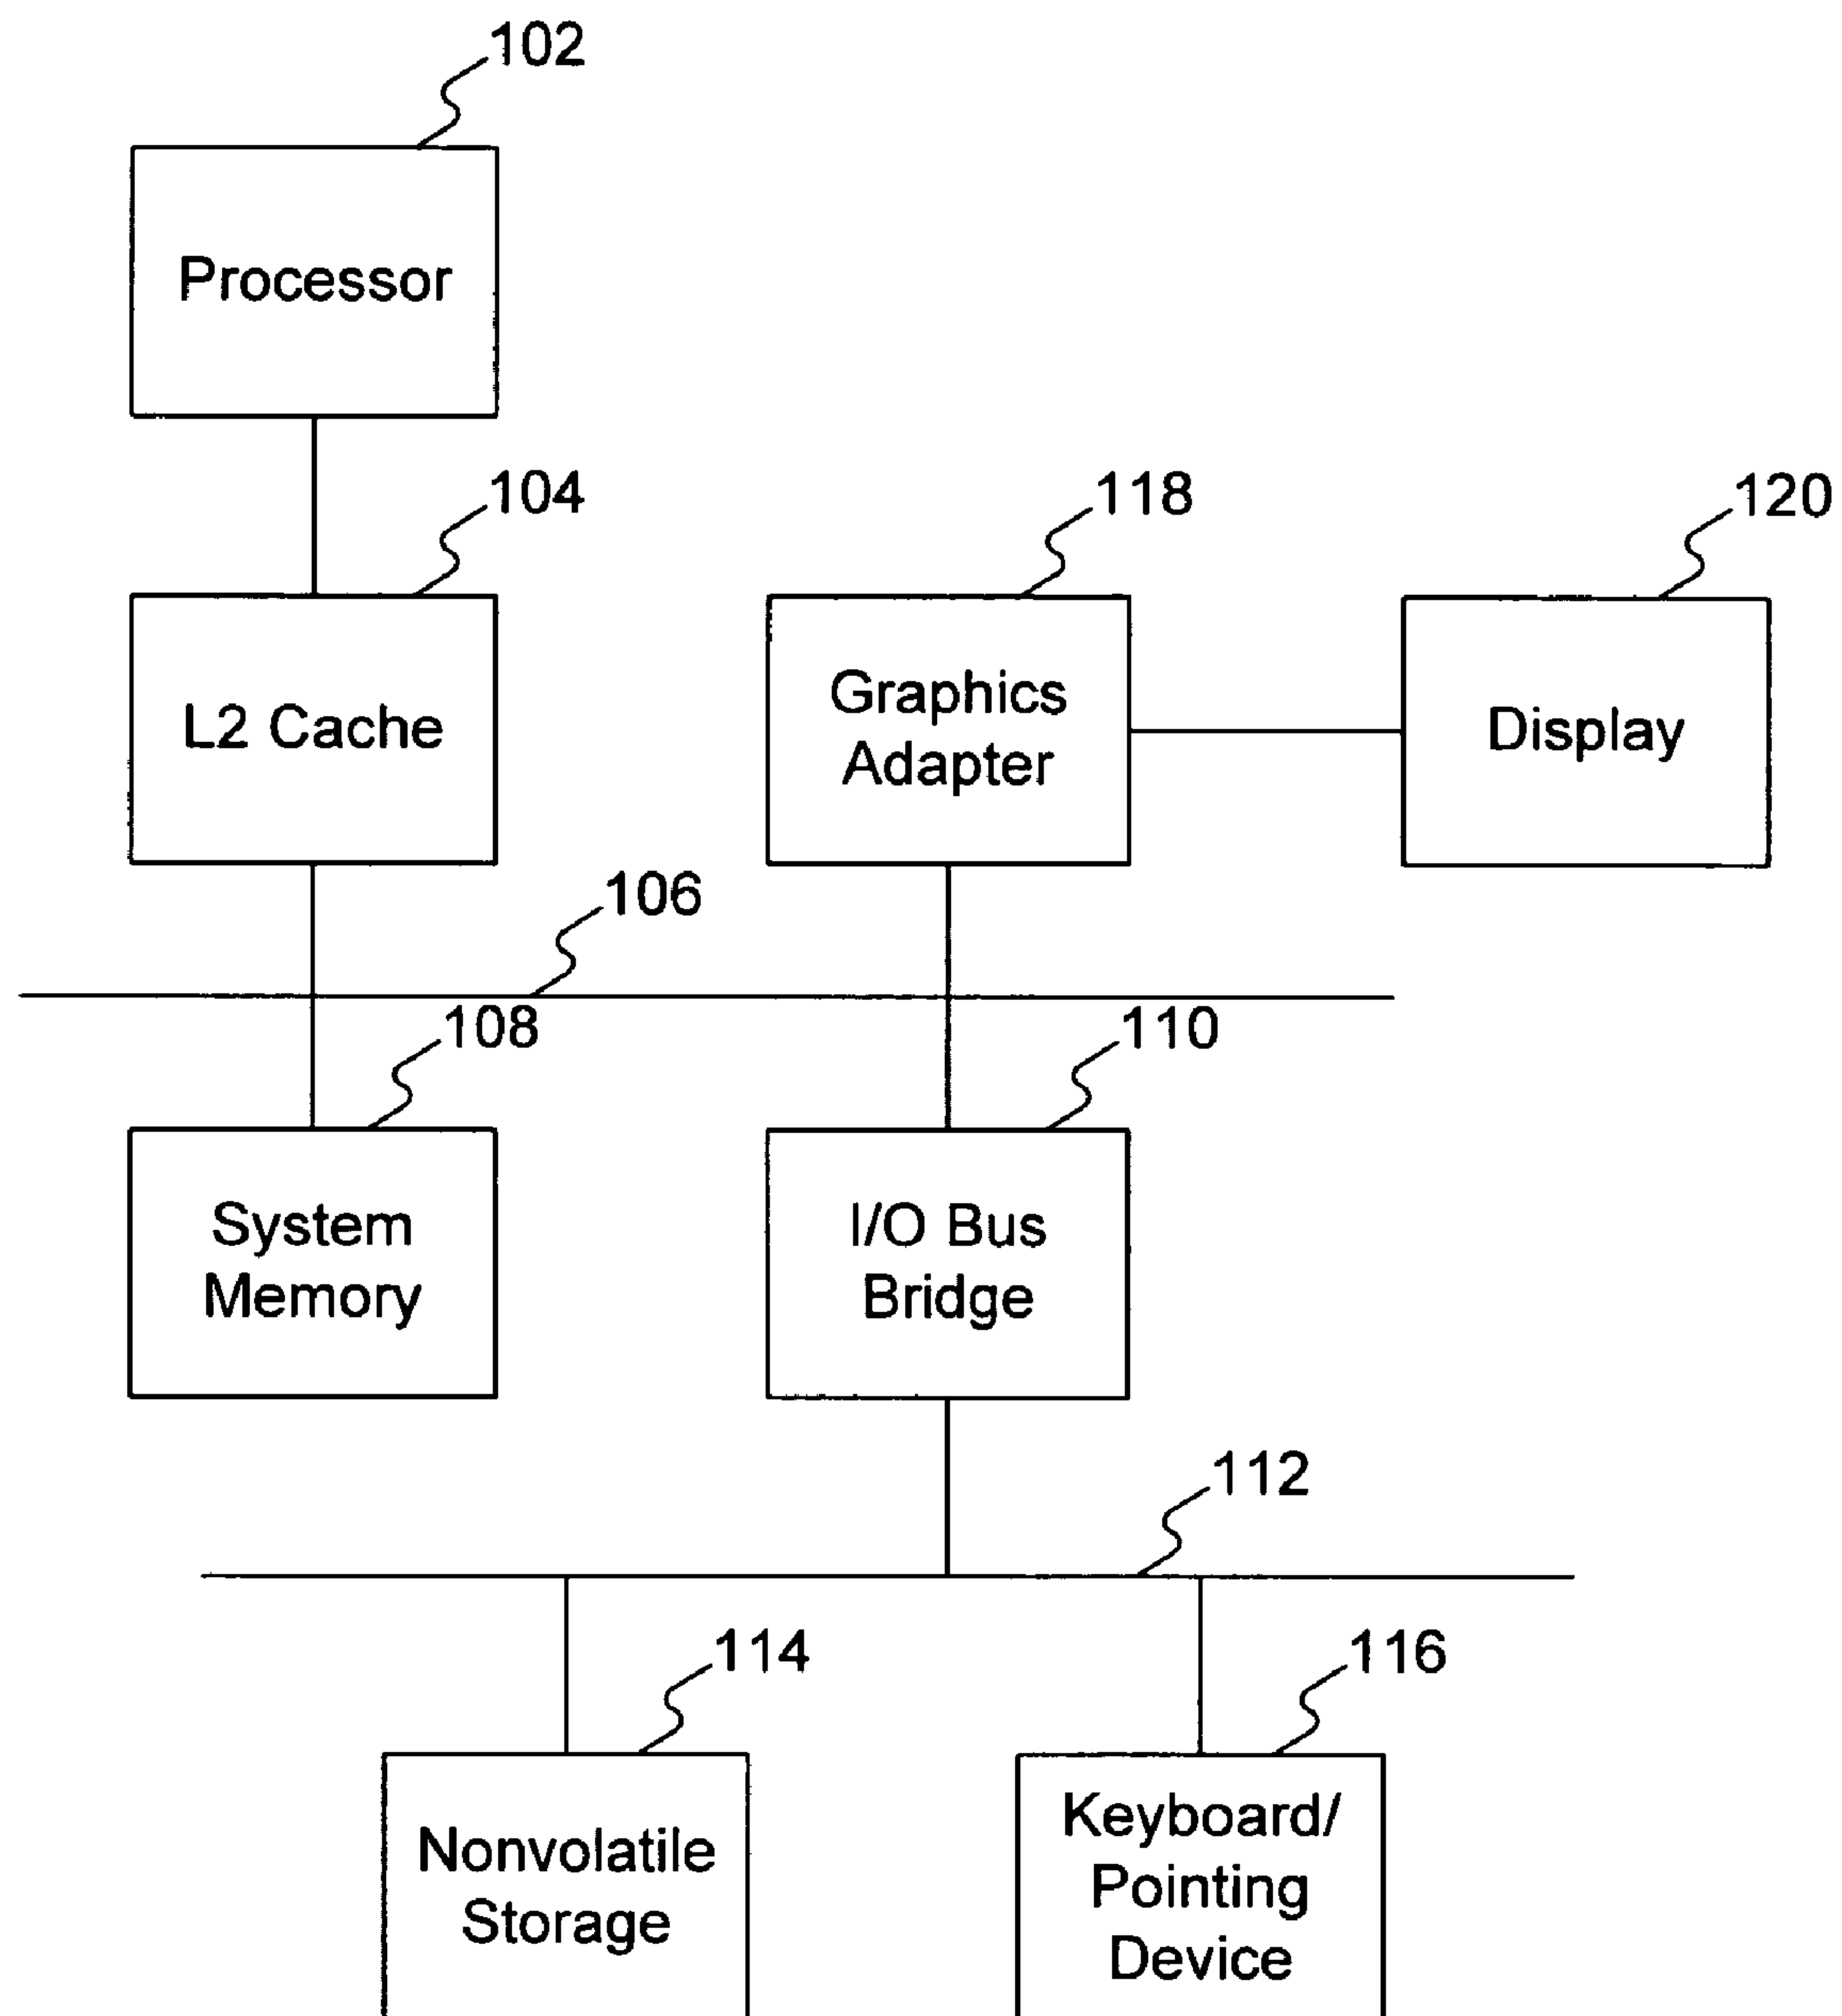 102
Processor
104
118
120
L2 Cache
Graphics
Adapter
Display
106
108
110
System
Memory
I/O Bus
Bridge
112
114
116
Nonvolatile
Storage
Keyboard/
Pointing
Device